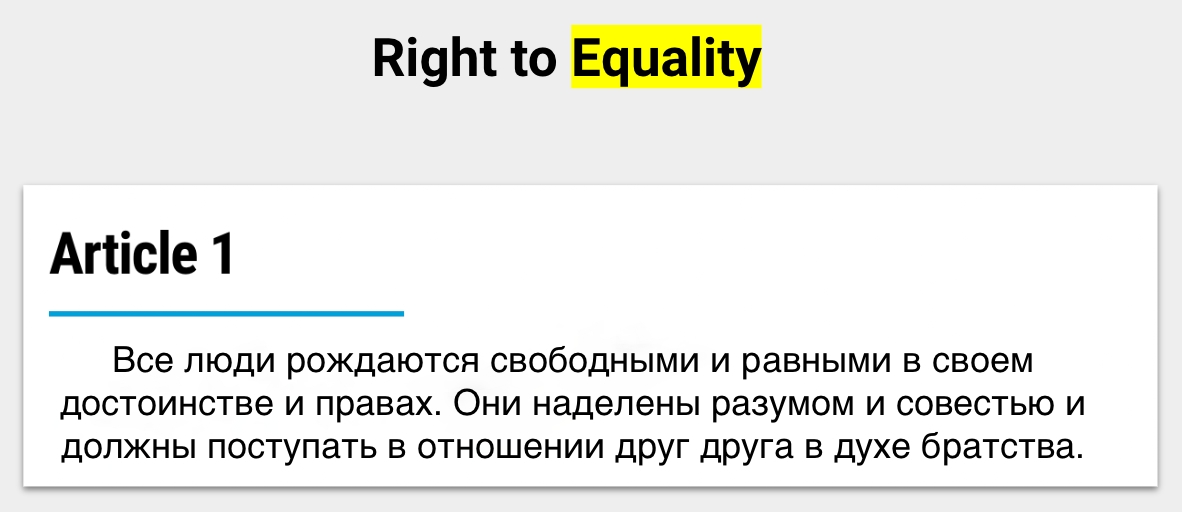 Right to Equality
Article 1
Все люди рождаются свободными и равными в своем
достоинстве и правах. Они наделены разумом и совестью и
должны поступать в отношении друг друга в духе братства.